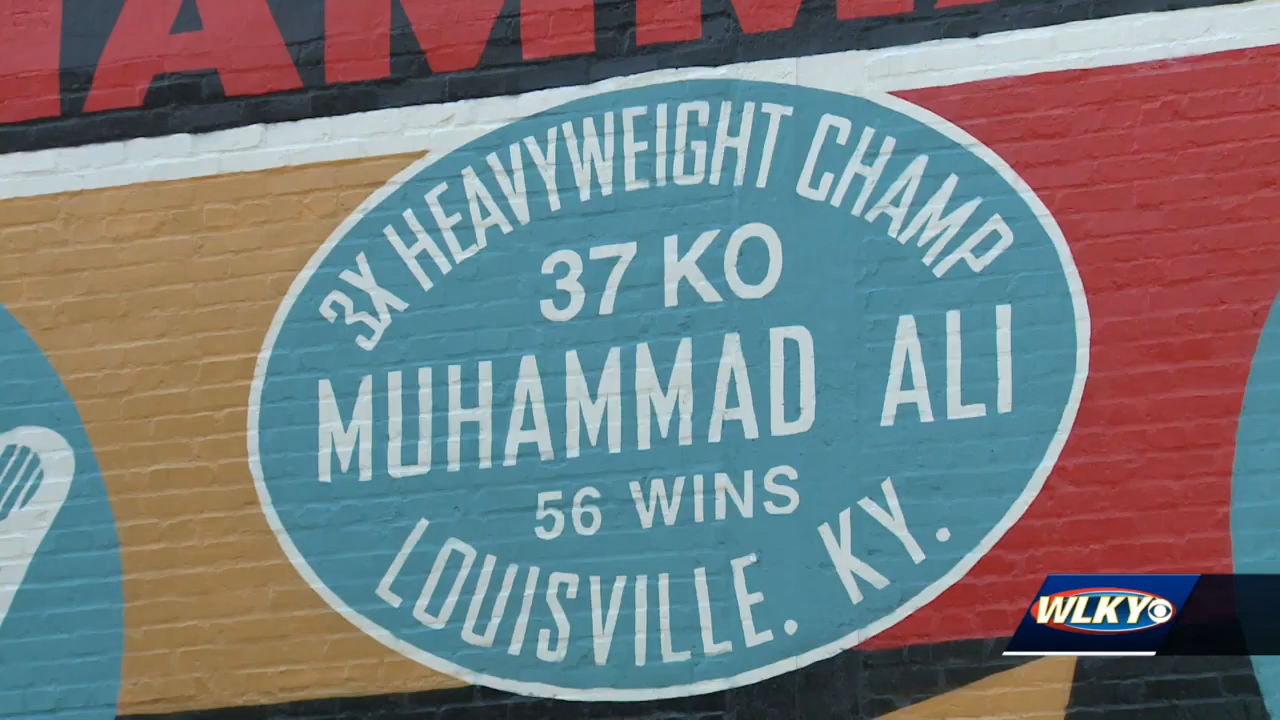 3X HEAVYWEIGHT CHAMP
37 KO
MUHAMMAD ALI
56 WINS
LOUISVILLE. KY.
WLKY